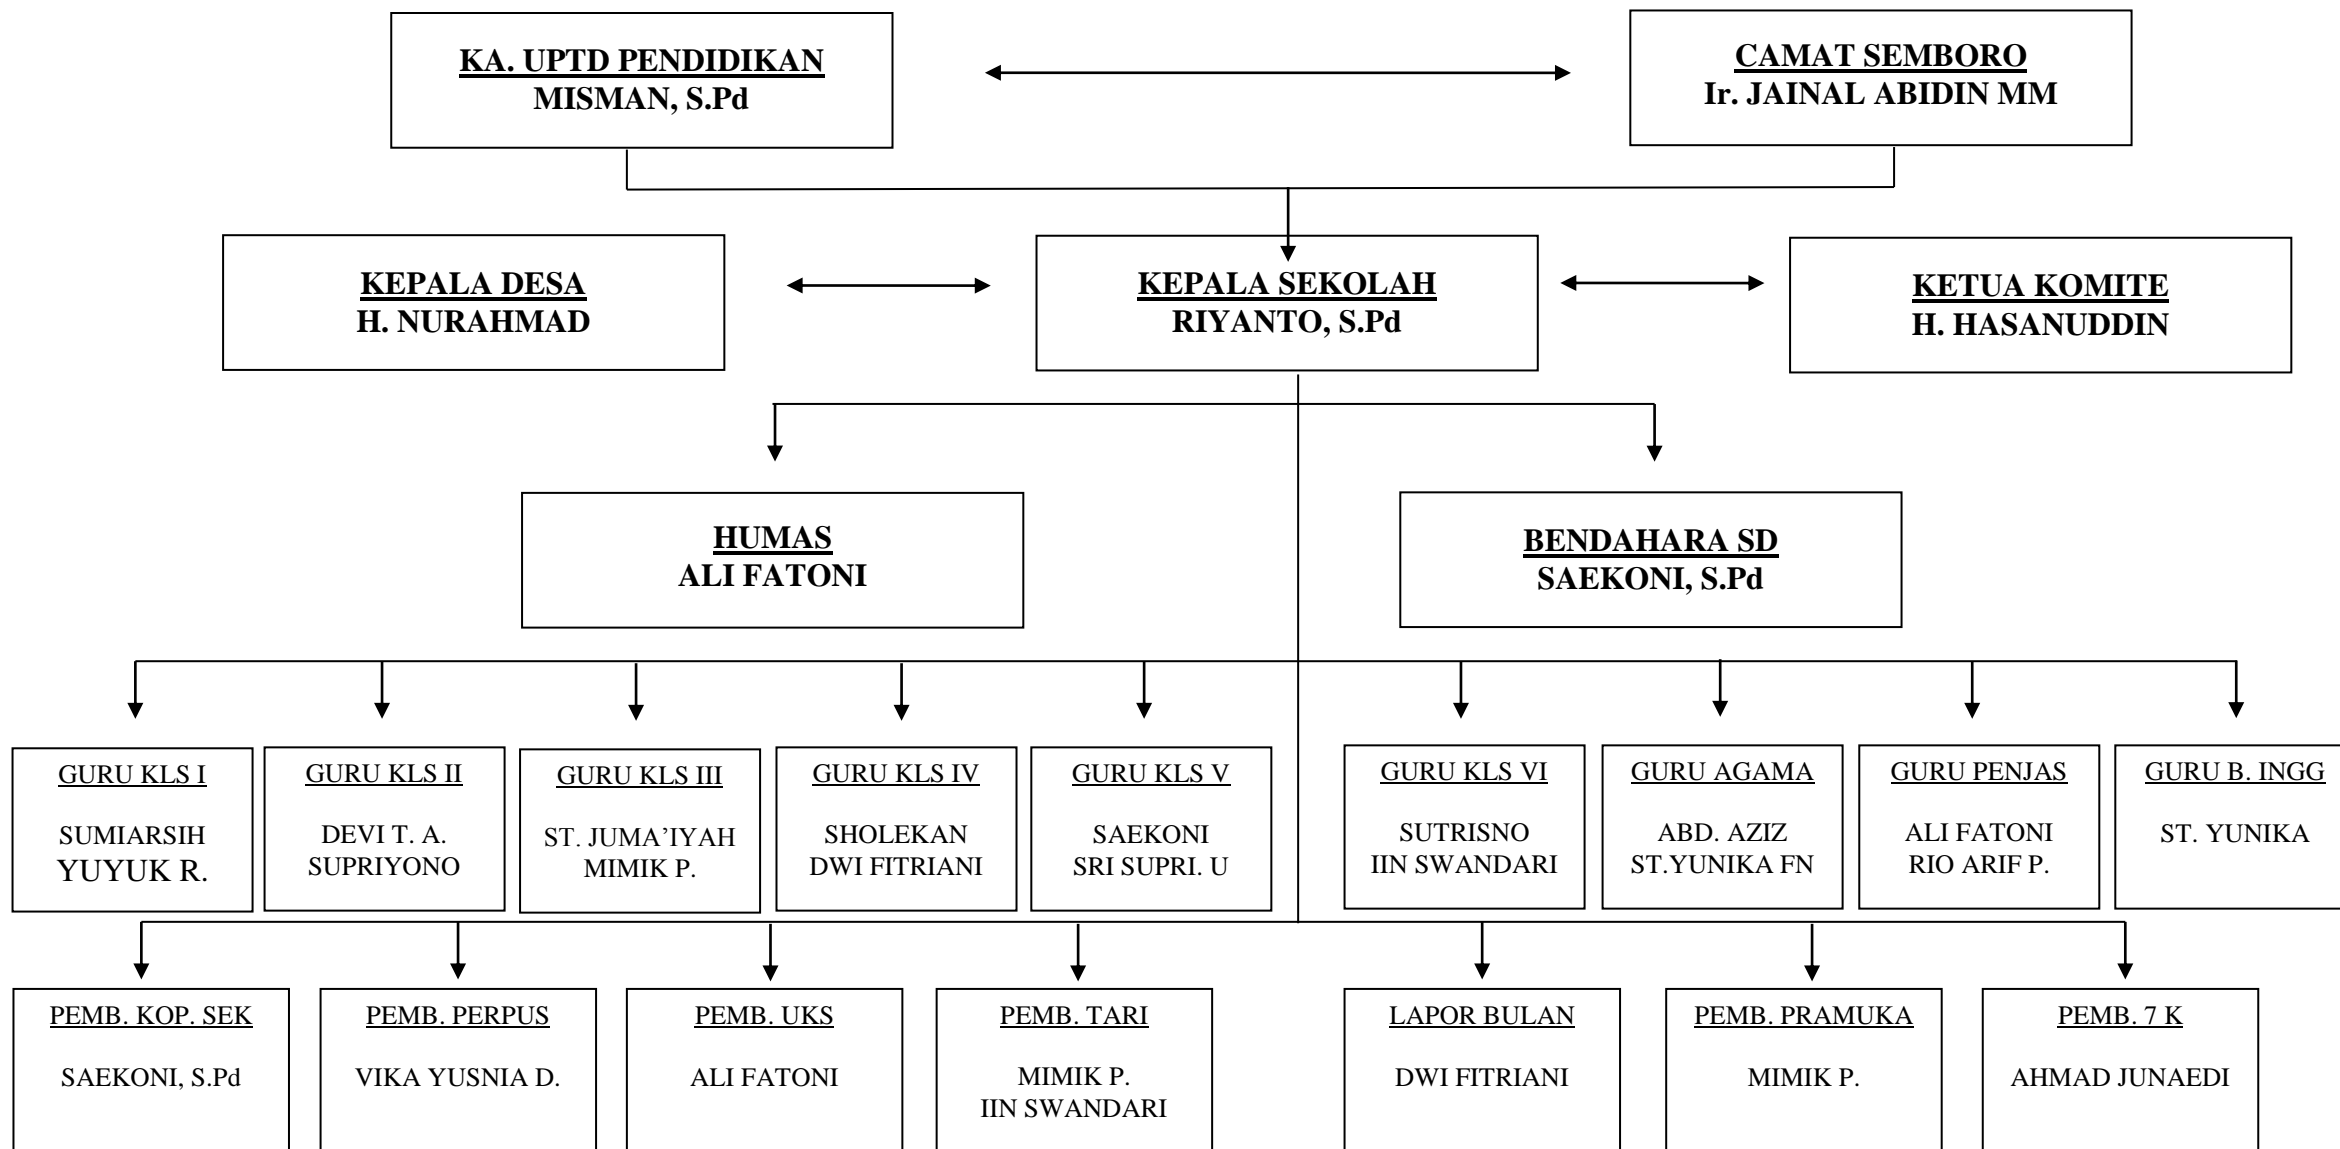 KA. UPTD PENDIDIKAN
MISMAN, S.Pd
CAMAT SEMBORO
Ir. JAINAL ABIDIN MM
KEPALA DESA
H. NURAHMAD
KEPALA SEKOLAH
RIYANTO, S.Pd
KETUA KOMITE
H. HASANUDDIN
HUMAS
ALI FATONI
BENDAHARA SD
SAEKONI, S.Pd
GURU KLS I
SUMIARSIH
YUYUK R.
GURU KLS II
DEVI T. A.
SUPRIYONO
GURU KLS III
ST. JUMA’IYAH
MIMIK P.
GURU KLS IV
SHOLEKAN
DWI FITRIANI
GURU KLS V
SAEKONI
SRI SUPRI. U
GURU KLS VI
SUTRISNO
IIN SWANDARI
GURU AGAMA
ABD. AZIZ
ST.YUNIKA FN
GURU PENJAS
ALI FATONI
RIO ARIF P.
GURU B. INGG
ST. YUNIKA
PEMB. KOP. SEK
SAEKONI, S.Pd
PEMB. PERPUS
VIKA YUSNIA D.
PEMB. UKS
ALI FATONI
PEMB. TARI
MIMIK P.
IIN SWANDARI
LAPOR BULAN
DWI FITRIANI
PEMB. PRAMUKA
MIMIK P.
PEMB. 7 K
AHMAD JUNAEDI